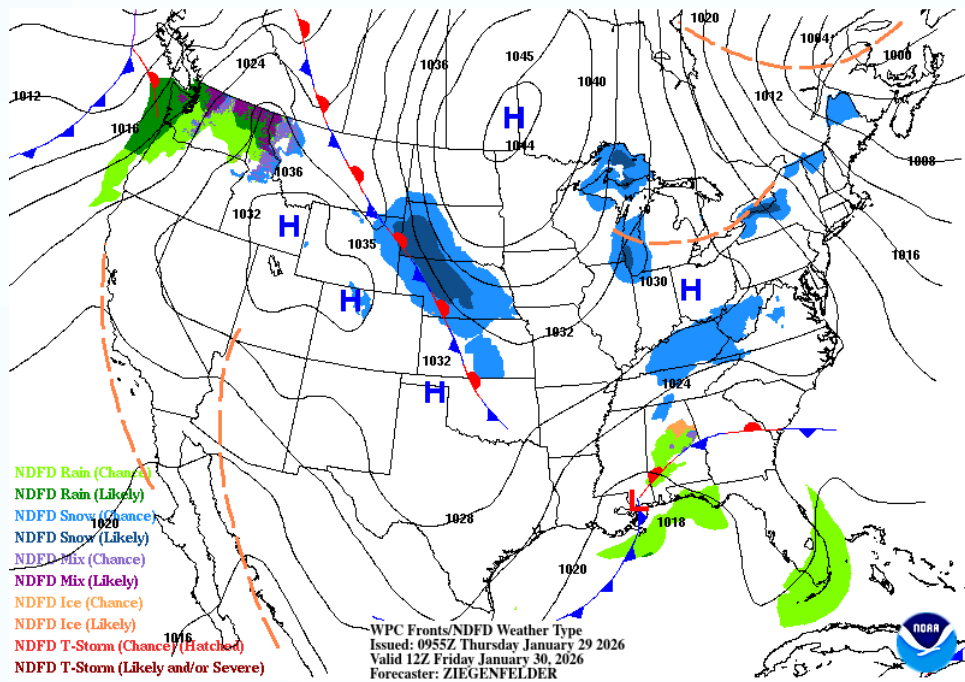 1020
1045
1004
1036
1000
1024
1040
1012
1012
H
1016
1044
1008
1036
1032
H
1035
1016
1030
H
H
1032
1032
1024
H
NDFD Rain (Chance)
NDFD Rain (Likely)
NDFD Snow (Chance)
NDFD Snow (Likely)
NDFD Mix (Chance)
NDFD Mix (Likely)
NDFD Ice (Chance)
NDFD Ice (Likely)
NDFD T-Storm (Chance) (Hatched)
NDFD T-Storm (Likely and/or Severe)
L
1028
1018
1020
1020
1016
WPC Fronts/NDFD Weather Type
Issued: 0955Z Thursday January 29 2026
Valid 12Z Friday January 30, 2026
Forecaster: ZIEGENFELDER
NOAA